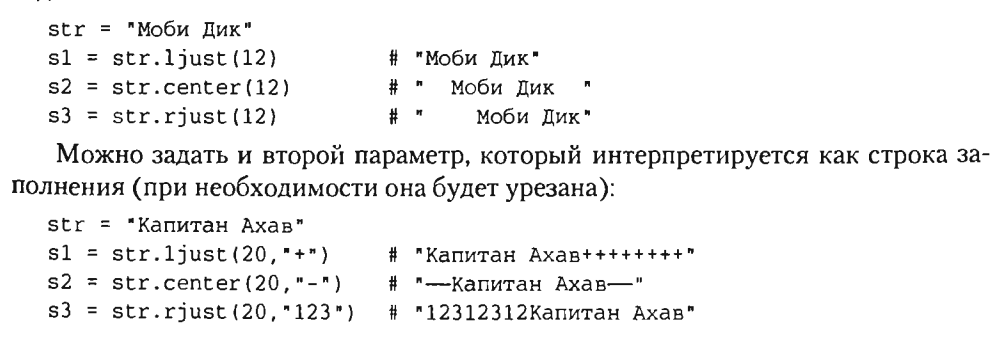 str = "Моби Дик"
s1 = str.ljust(12) # "Моби Дик"
s2 = str.center(12) # "  Моби Дик  "
s3 = str.rjust(12) # "    Моби Дик"
Можно задать и второй параметр, который интерпретируется как строка за-
полнения (при необходимости она будет урезана):
str = "Капитан Ахав"
s1 = str.ljust(20,"+") # "Капитан Ахав++++++++"
s2 = str.center(20,"-") # "—Капитан Ахав—"
s3 = str.rjust(20,"123") # "12312312Капитан Ахав"